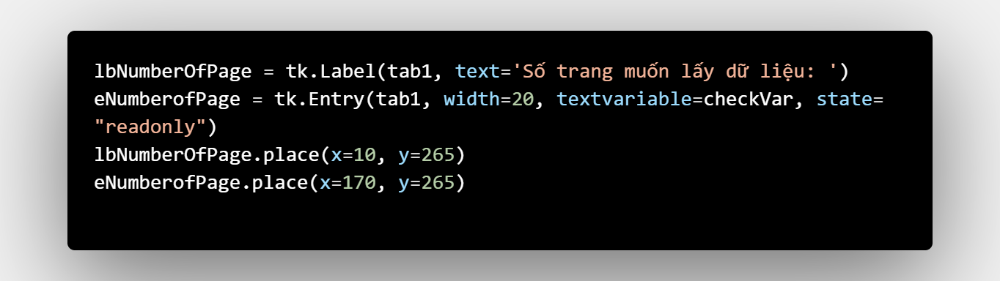 lbNumberOfPage = tk.Label(tab1, text='Số trang muốn lấy dữ liệu: ')
eNumberofPage = tk.Entry(tab1, width=20, textvariable=checkVar, state=
"readonly")
lbNumberOfPage.place(x=10, y=265)
eNumberofPage.place(x=170, y=265)